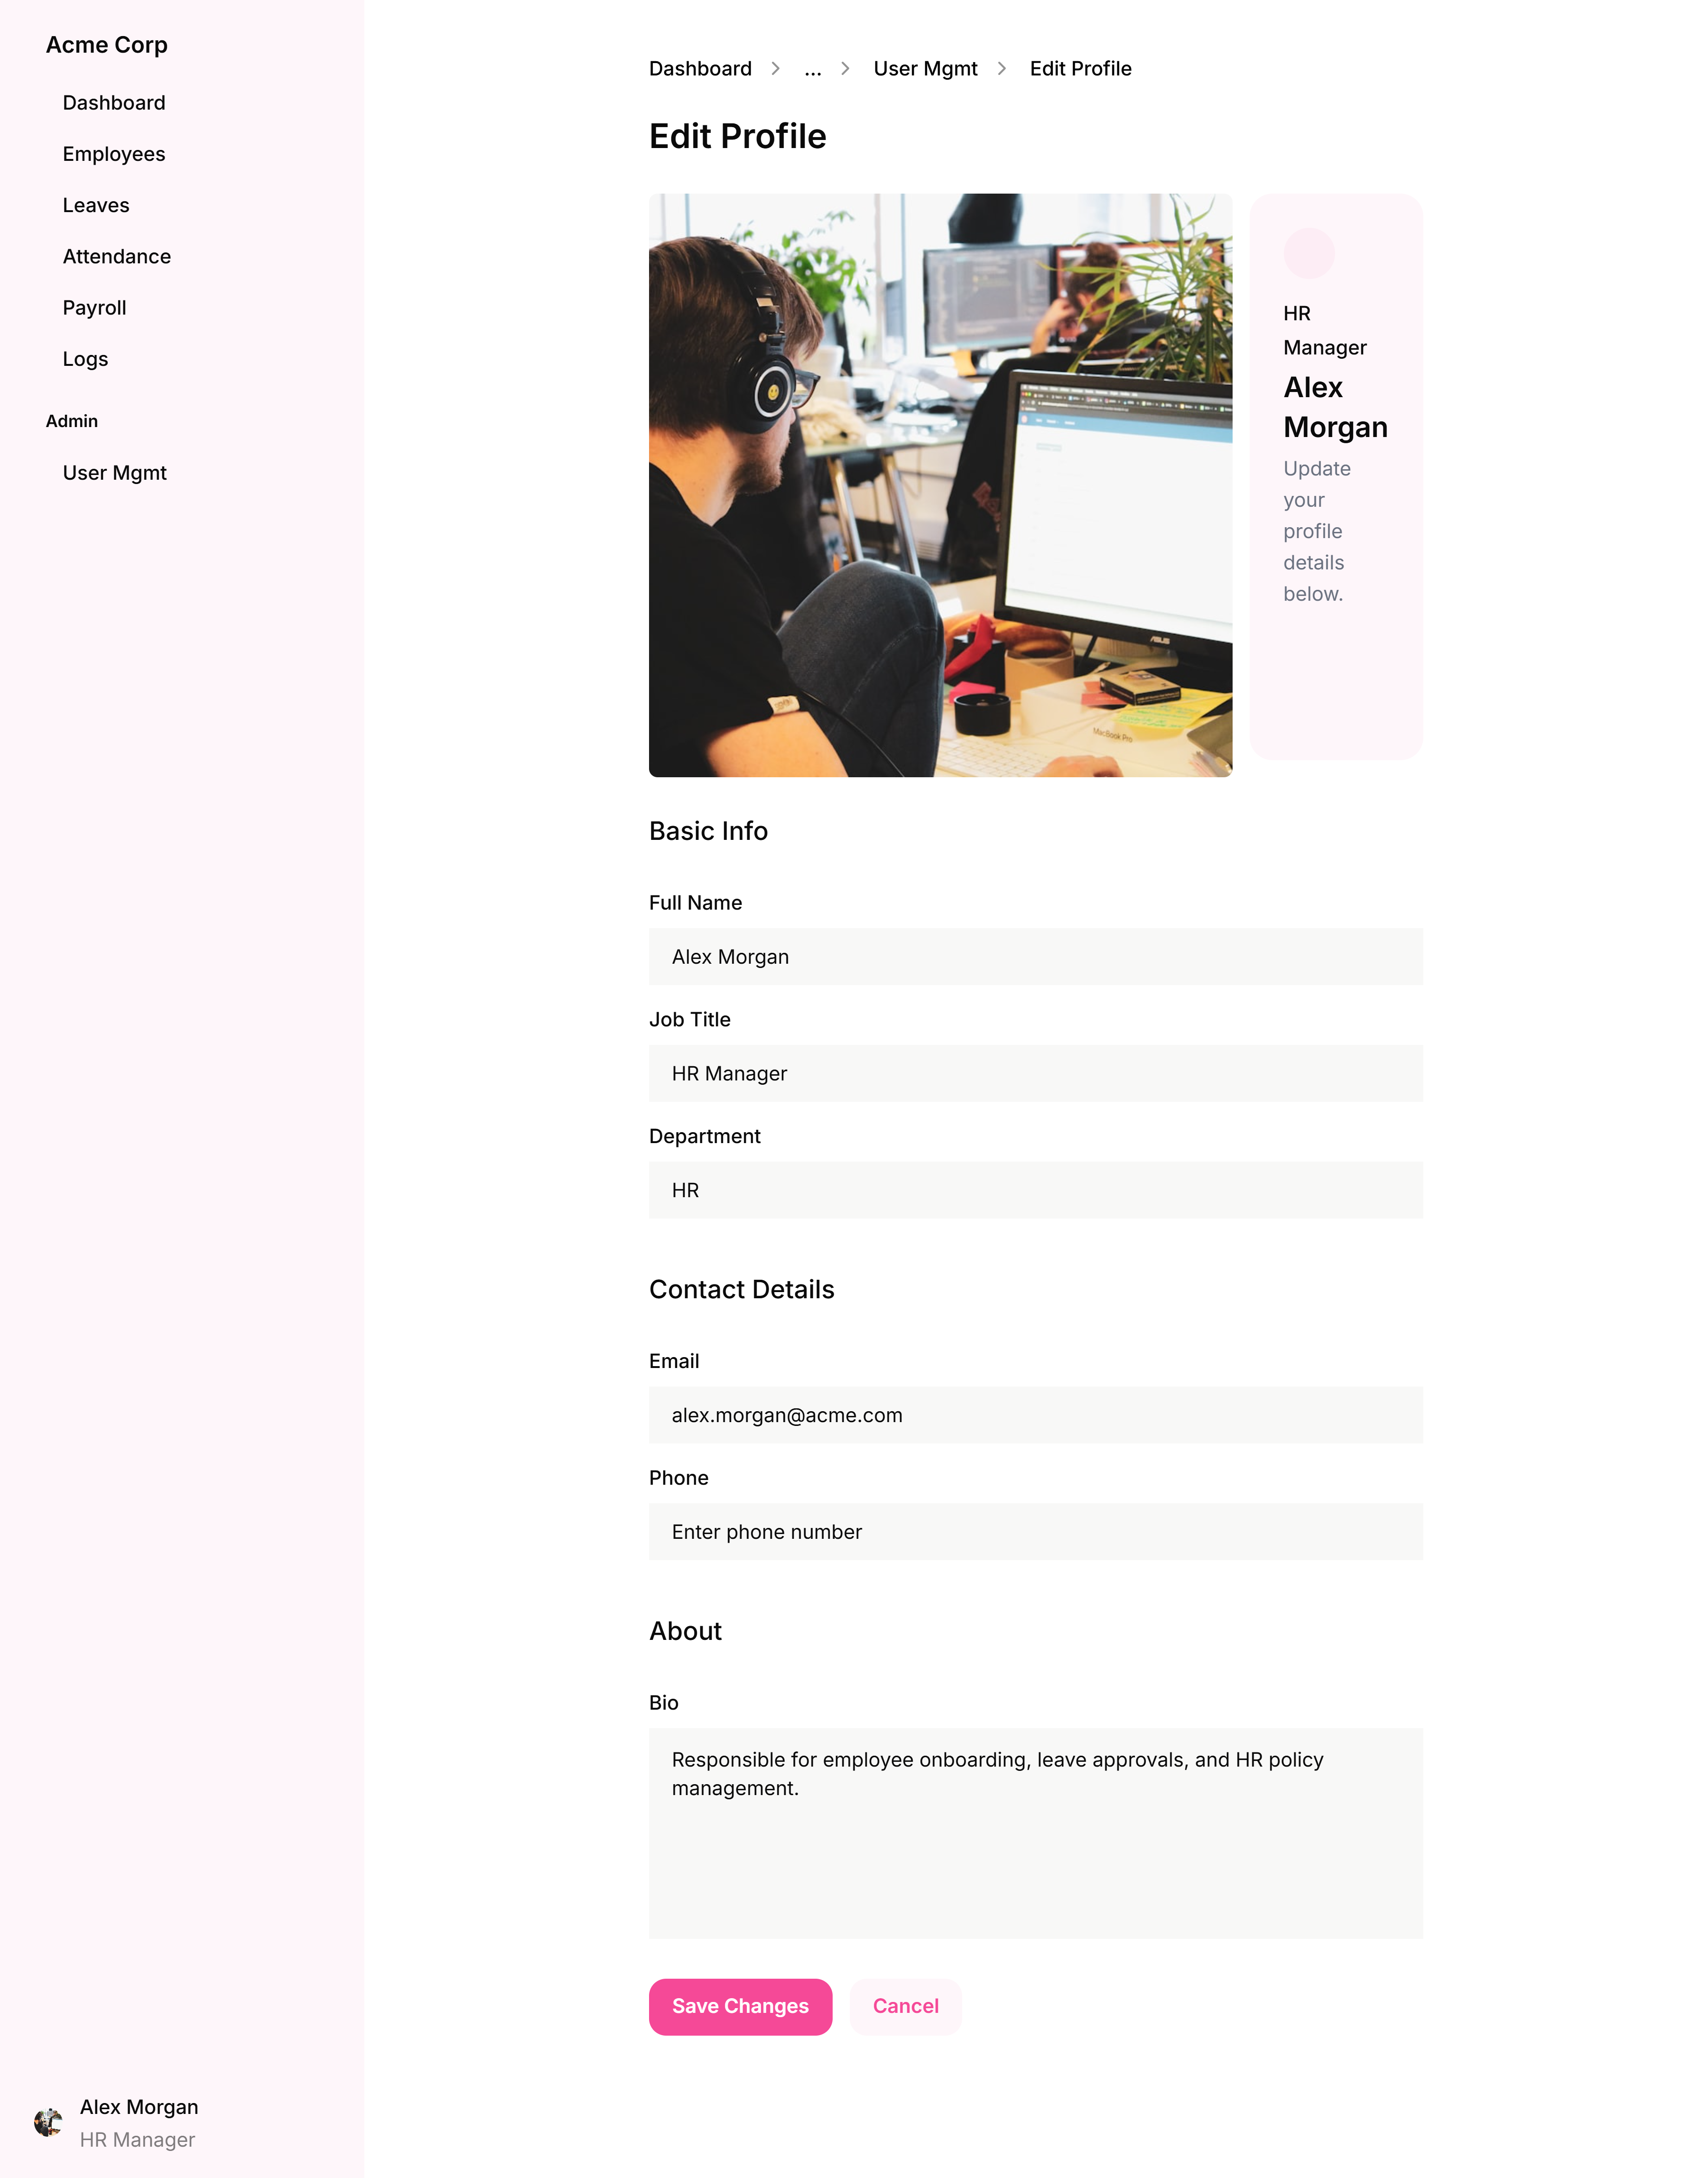 Acme Corp
Dashboard
Employees
Leaves
Attendance
Payroll
Logs
Admin
User Mgmt
Alex Morgan
HR Manager
Dashboard > ... > User Mgmt > Edit Profile
Edit Profile
ASUS
MacBook Pro
HR
Manager
Alex
Morgan
Update
your
profile
details
below.
Basic Info
Full Name
Alex Morgan
Job Title
HR Manager
Department
HR
Contact Details
Email
alex.morgan@acme.com
Phone
Enter phone number
About
Bio
Responsible for employee onboarding, leave approvals, and HR policy
management.
Save Changes
Cancel